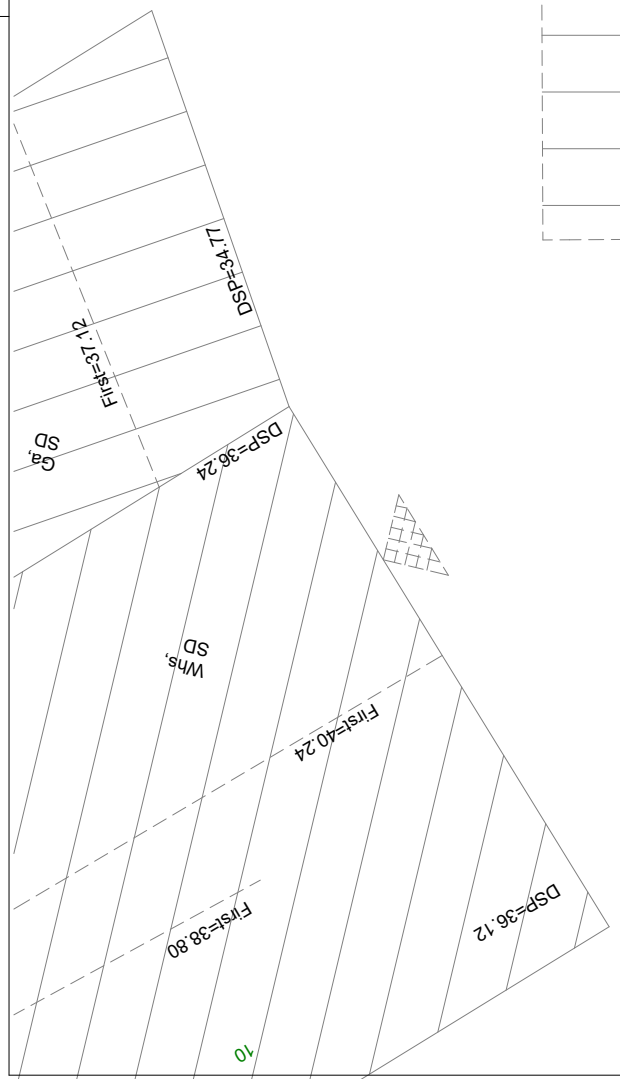 DSP=34.77
First=37.12
Ga,
SD
DSP=36.24
Whs,
SD
First=40.24
First=38.80
DSP=36.12
10